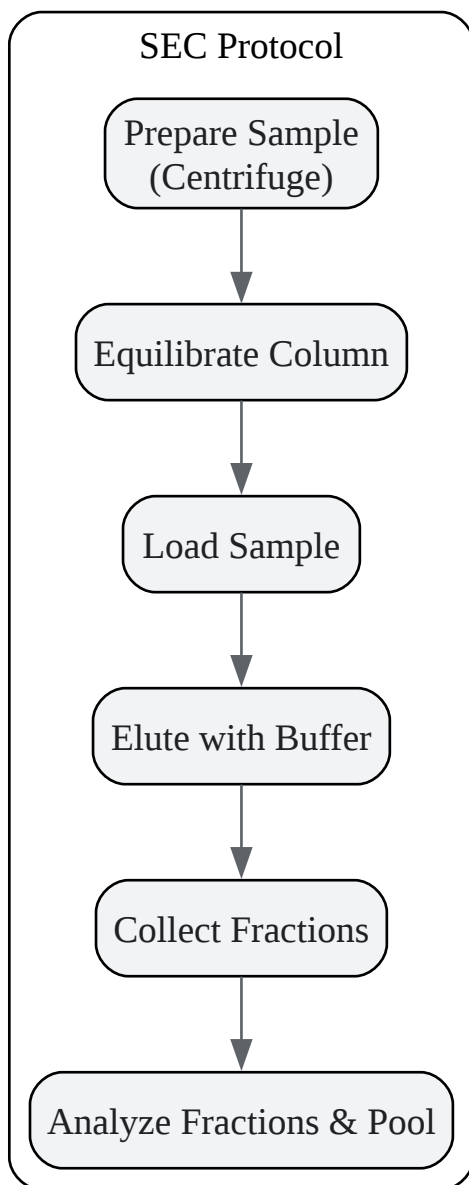 SEC Protocol
Prepare Sample
(Centrifuge)
Equilibrate Column
Load Sample
Elute with Buffer
Collect Fractions
Analyze Fractions & Pool